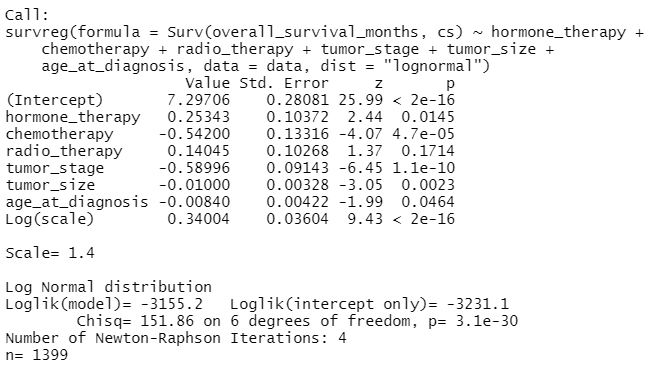 Call:
survreg(formula = Surv(overall_survival_months, cs) ~ hormone_therapy +
    chemotherapy + radio_therapy + tumor_stage + tumor_size +
    age_at_diagnosis, data = data, dist = "lognormal")
                    Value Std. Error     z       p
(Intercept)       7.29706    0.28081 25.99 < 2e-16
hormone_therapy   0.25343    0.10372  2.44  0.0145
chemotherapy     -0.54200    0.13316 -4.07 4.7e-05
radio_therapy     0.14045    0.10268  1.37  0.1714
tumor_stage      -0.58996    0.09143 -6.45 1.1e-10
tumor_size       -0.01000    0.00328 -3.05  0.0023
age_at_diagnosis -0.00840    0.00422 -1.99  0.0464
Log(scale)        0.34004    0.03604  9.43 < 2e-16
Scale= 1.4
Log Normal distribution
Loglik(model)= -3155.2   Loglik(intercept only)= -3231.1
        Chisq= 151.86 on 6 degrees of freedom, p= 3.1e-30
Number of Newton-Raphson Iterations: 4
n= 1399